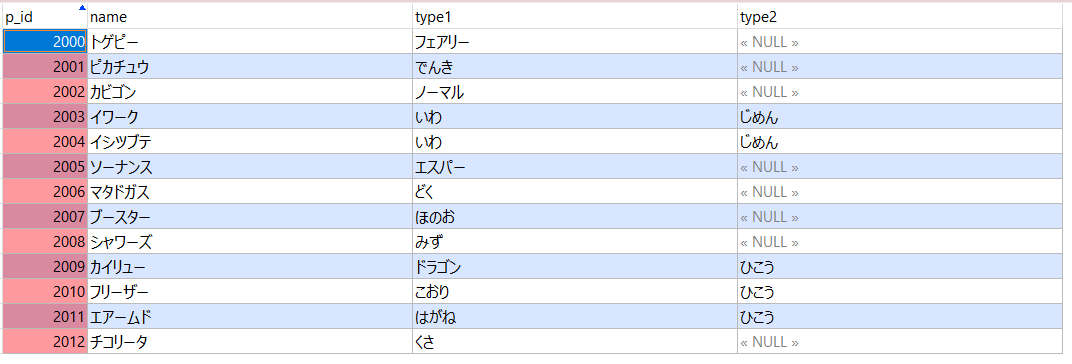 p_id name type1 type2
2000 トゲピー フェアリー « NULL »
2001 ピカチュウ でんき « NULL »
2002 カビゴン ノーマル « NULL »
2003 イワーク いわ じめん
2004 イシツブテ いわ じめん
2005 ソーナンス エスパー « NULL »
2006 マタドガス どく « NULL »
2007 ブースター ほのお « NULL »
2008 シャワーズ みず « NULL »
2009 カイリュー ドラゴン ひこう
2010 フリーザー こおり ひこう
2011 エアームド はがね ひこう
2012 チコリータ くさ « NULL »